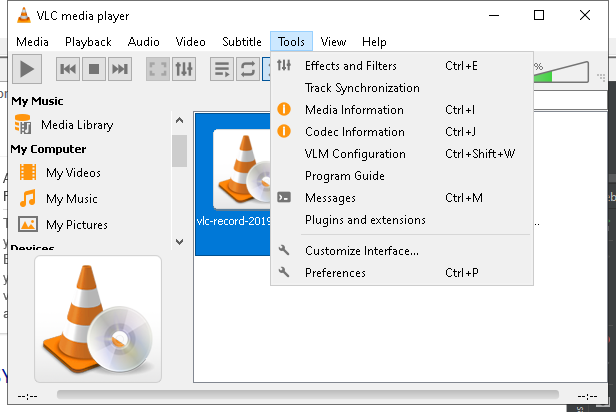 VLC media player
Media Playback Audio Video Subtitle Tools View Help
%
My Music
Media Library
My Computer
My Videos
My Music
My Pictures
Devices
Effects and Filters Ctrl+E
Track Synchronization
Media Information Ctrl+I
Codec Information Ctrl+J
VLM Configuration Ctrl+Shift+W
Program Guide
Messages Ctrl+M
Plugins and extensions
Customize Interface...
Preferences Ctrl+P
vlc-record-2019
...
--:-- --:--